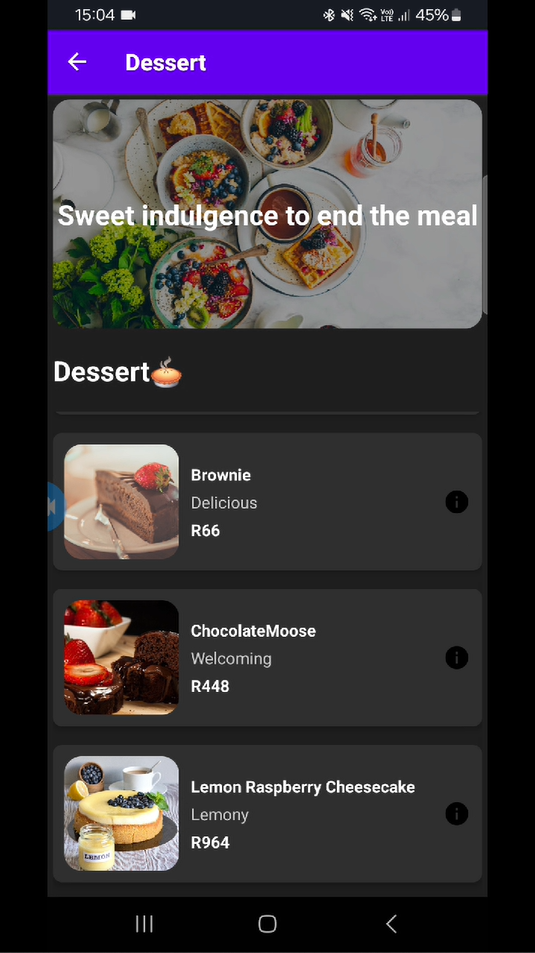 15:04 Vo)) LTE 45%
Dessert
Sweet indulgence to end the meal
Dessert🥧
Brownie
Delicious
R66
ChocolateMoose
Welcoming
R448
Lemon Raspberry Cheesecake
Lemony
R964
LEMON